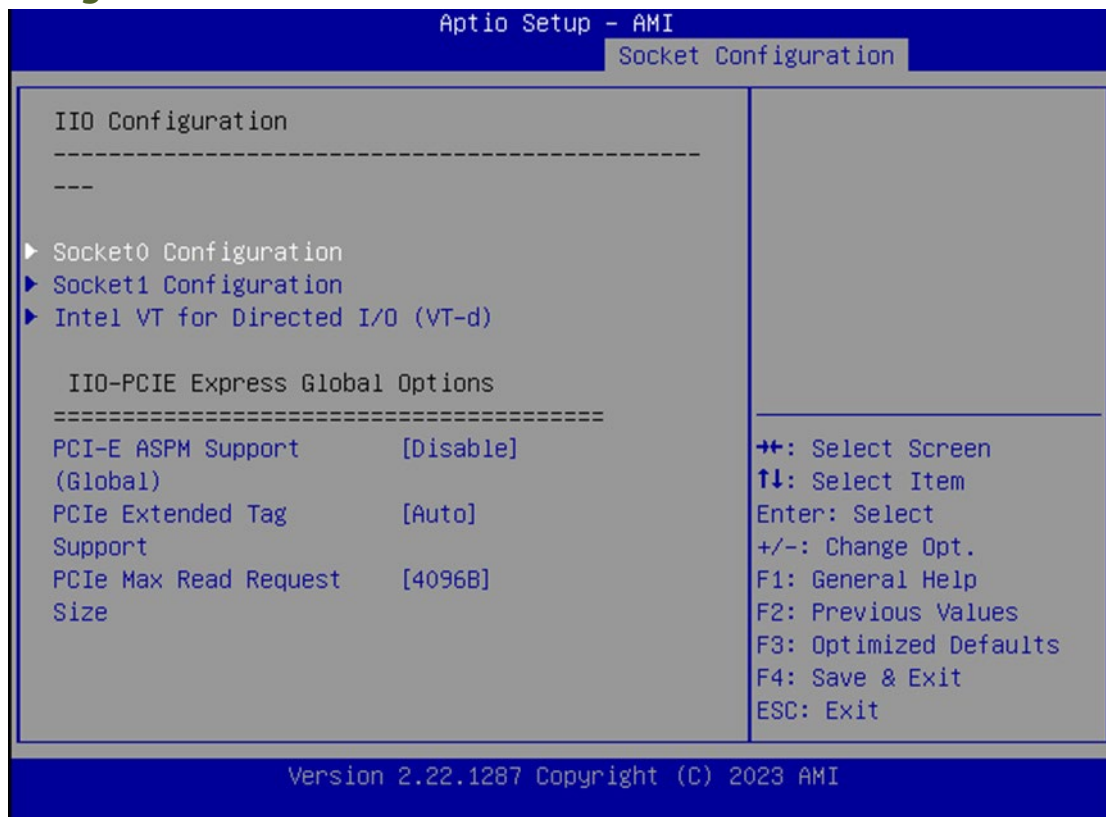 Aptio Setup – AMI
Socket Configuration
IIO Configuration
-----------------------------------------------
---
Socket0 Configuration
Socket1 Configuration
Intel VT for Directed I/O (VT-d)
IIO-PCIE Express Global Options
========================================
PCI-E ASPM Support [Disable]
(Global)
PCIe Extended Tag [Auto]
Support
PCIe Max Read Request [4096B]
Size
→←: Select Screen
↑↓: Select Item
Enter: Select
+/-: Change Opt.
F1: General Help
F2: Previous Values
F3: Optimized Defaults
F4: Save & Exit
ESC: Exit
Version 2.22.1287 Copyright (C) 2023 AMI